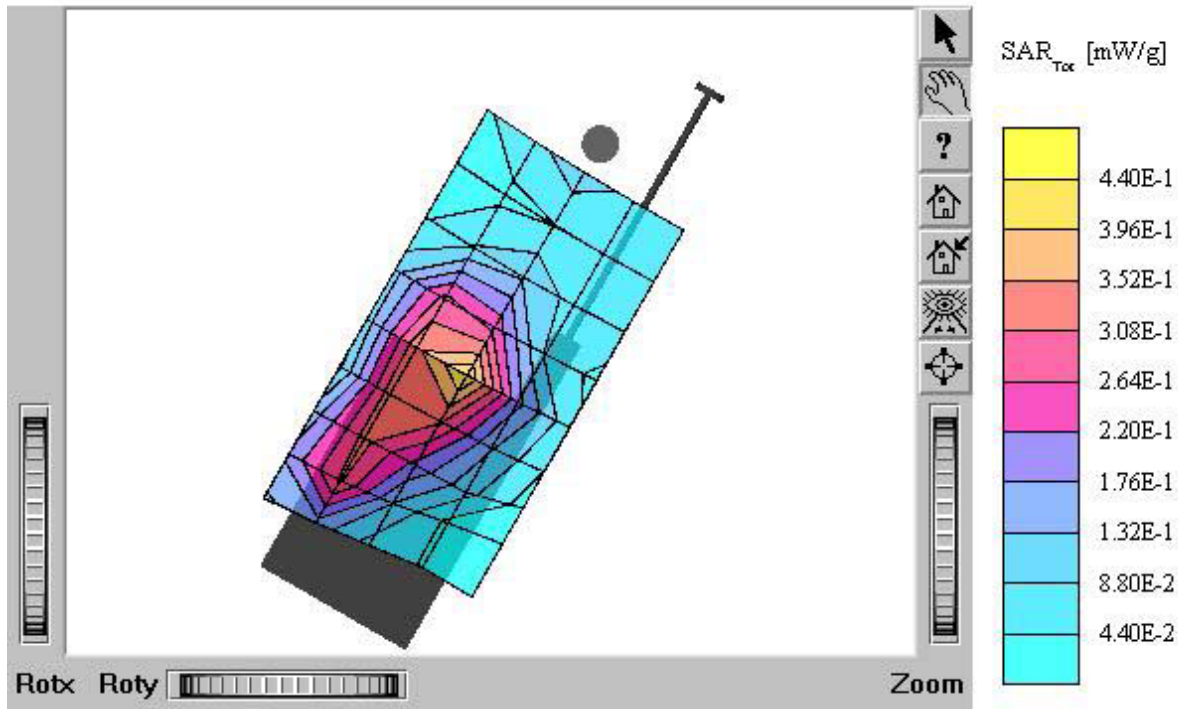 SAR_Tot [mW/g]
?
4.40E-1
3.96E-1
3.52E-1
3.08E-1
2.64E-1
2.20E-1
1.76E-1
1.32E-1
8.80E-2
4.40E-2
Rotx Roty Zoom